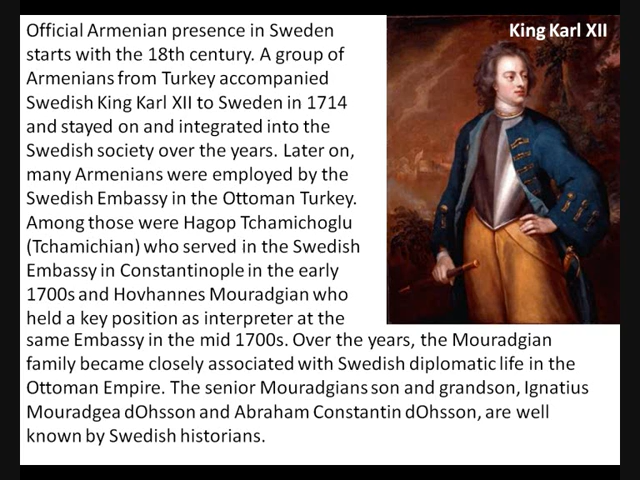 Official Armenian presence in Sweden
starts with the 18th century. A group of
Armenians from Turkey accompanied
Swedish King Karl XII to Sweden in 1714
and stayed on and integrated into the
Swedish society over the years. Later on,
many Armenians were employed by the
Swedish Embassy in the Ottoman Turkey.
Among those were Hagop Tchamichoglu
(Tchamichian) who served in the Swedish
Embassy in Constantinople in the early
1700s and Hovhannes Mouradgian who
held a key position as interpreter at the
same Embassy in the mid 1700s. Over the years, the Mouradgian
family became closely associated with Swedish diplomatic life in the
Ottoman Empire. The senior Mouradgians son and grandson, Ignatius
Mouradgea dOhsson and Abraham Constantin dOhsson, are well
known by Swedish historians.
King Karl XII